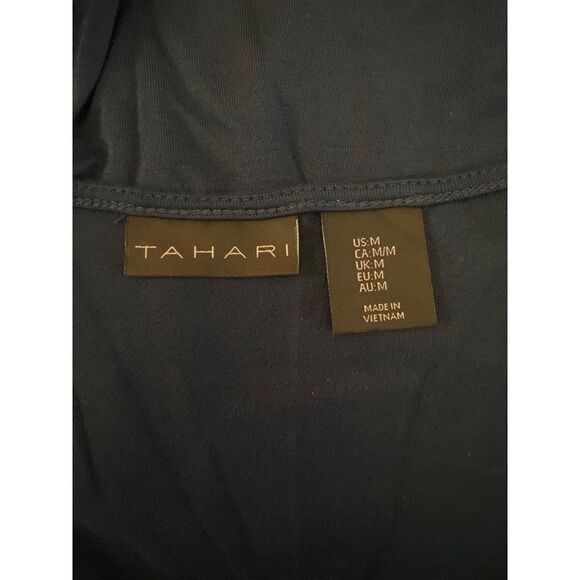 TAHARI
US:M
CA:M/M
UK:M
EU:M
AU:M
MADE IN
VIETNAM